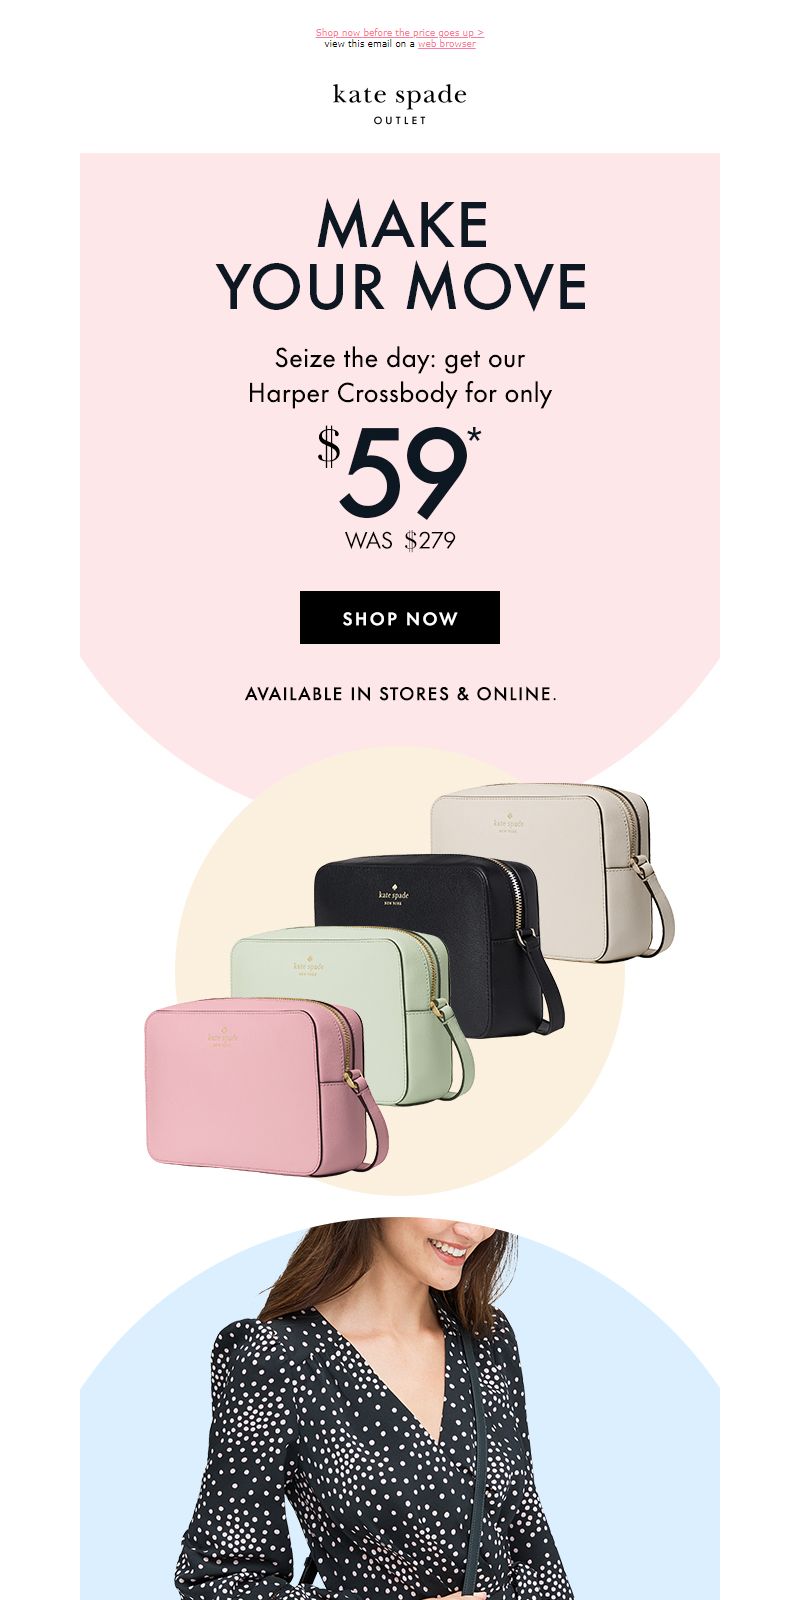 Shop now before the price goes up >
view this email on a web browser
kate spade
OUTLET
MAKE
YOUR MOVE
Seize the day: get our
Harper Crossbody for only
$59*
WAS $279
SHOP NOW
AVAILABLE IN STORES & ONLINE.
kate spade
NEW YORK
kate spade
NEW YORK
kate spade
NEW YORK
kate spade
NEW YORK